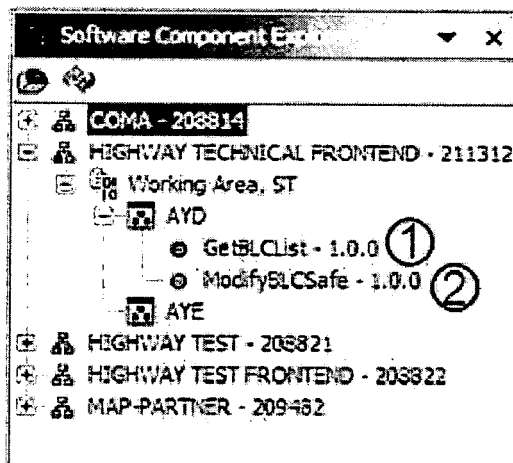 Software Component Explorer
COMA - 208814
HIGHWAY TECHNICAL FRONTEND - 211312
Working Area, ST
AYD
GetBLCList - 1.0.0 1
ModifyBLCSafe - 1.0.0 2
AYE
HIGHWAY TEST - 208821
HIGHWAY TEST FRONTEND - 208822
MAP-PARTNER - 209482